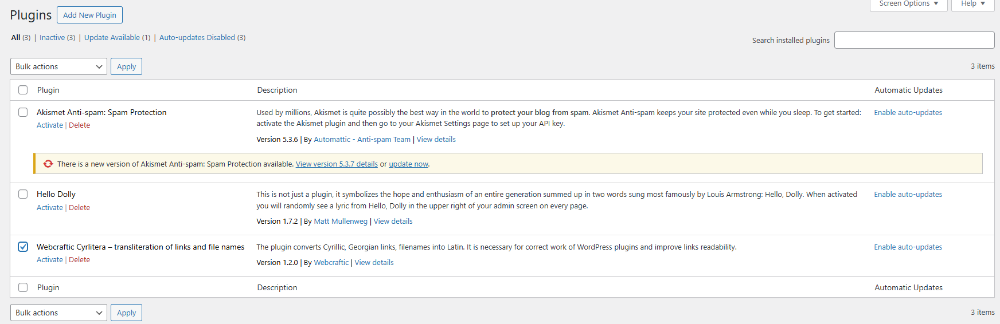 Screen Options ▼
Help ▼
Plugins
Add New Plugin
All (3) | Inactive (3) | Update Available (1) | Auto-updates Disabled (3)
Search installed plugins
Bulk actions
Apply
3 items
Plugin
Description
Automatic Updates
Akismet Anti-spam: Spam Protection
Activate | Delete
Used by millions, Akismet is quite possibly the best way in the world to protect your blog from spam. Akismet Anti-spam keeps your site protected even while you sleep. To get started:
activate the Akismet plugin and then go to your Akismet Settings page to set up your API key.
Version 5.3.6 | By Automattic - Anti-spam Team | View details
Enable auto-updates
There is a new version of Akismet Anti-spam: Spam Protection available. View version 5.3.7 details or update now.
Hello Dolly
Activate | Delete
This is not just a plugin, it symbolizes the hope and enthusiasm of an entire generation summed up in two words sung most famously by Louis Armstrong: Hello, Dolly. When activated
you will randomly see a lyric from Hello, Dolly in the upper right of your admin screen on every page.
Version 1.7.2 | By Matt Mullenweg | View details
Enable auto-updates
Webcraftic Cyrlitera – transliteration of links and file names
Activate | Delete
The plugin converts Cyrillic, Georgian links, filenames into Latin. It is necessary for correct work of WordPress plugins and improve links readability.
Version 1.2.0 | By Webcraftic | View details
Enable auto-updates
Plugin
Description
Automatic Updates
Bulk actions
Apply
3 items